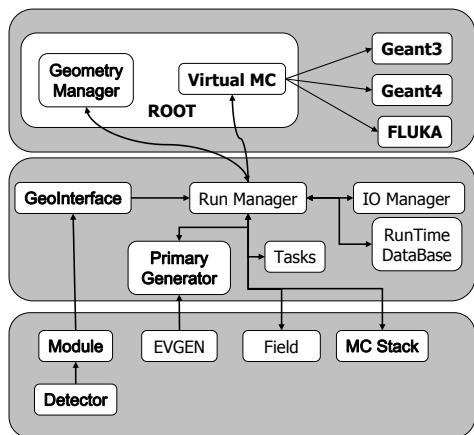 Geometry
Manager
Virtual MC
ROOT
Geant3
Geant4
FLUKA
GeoInterface
Run Manager
IO Manager
Primary
Generator
Tasks
RunTime
DataBase
Module
EVGEN
Field
MC Stack
Detector